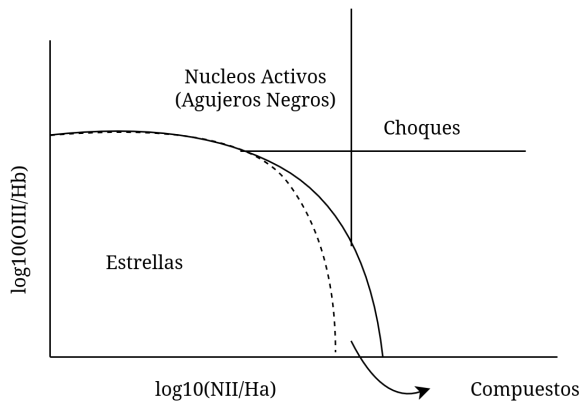 Nucleos Activos
(Agujeros Negros)
Choques
log10(OIII/Hb)
Estrellas
log10(NII/Ha)
Compuestos